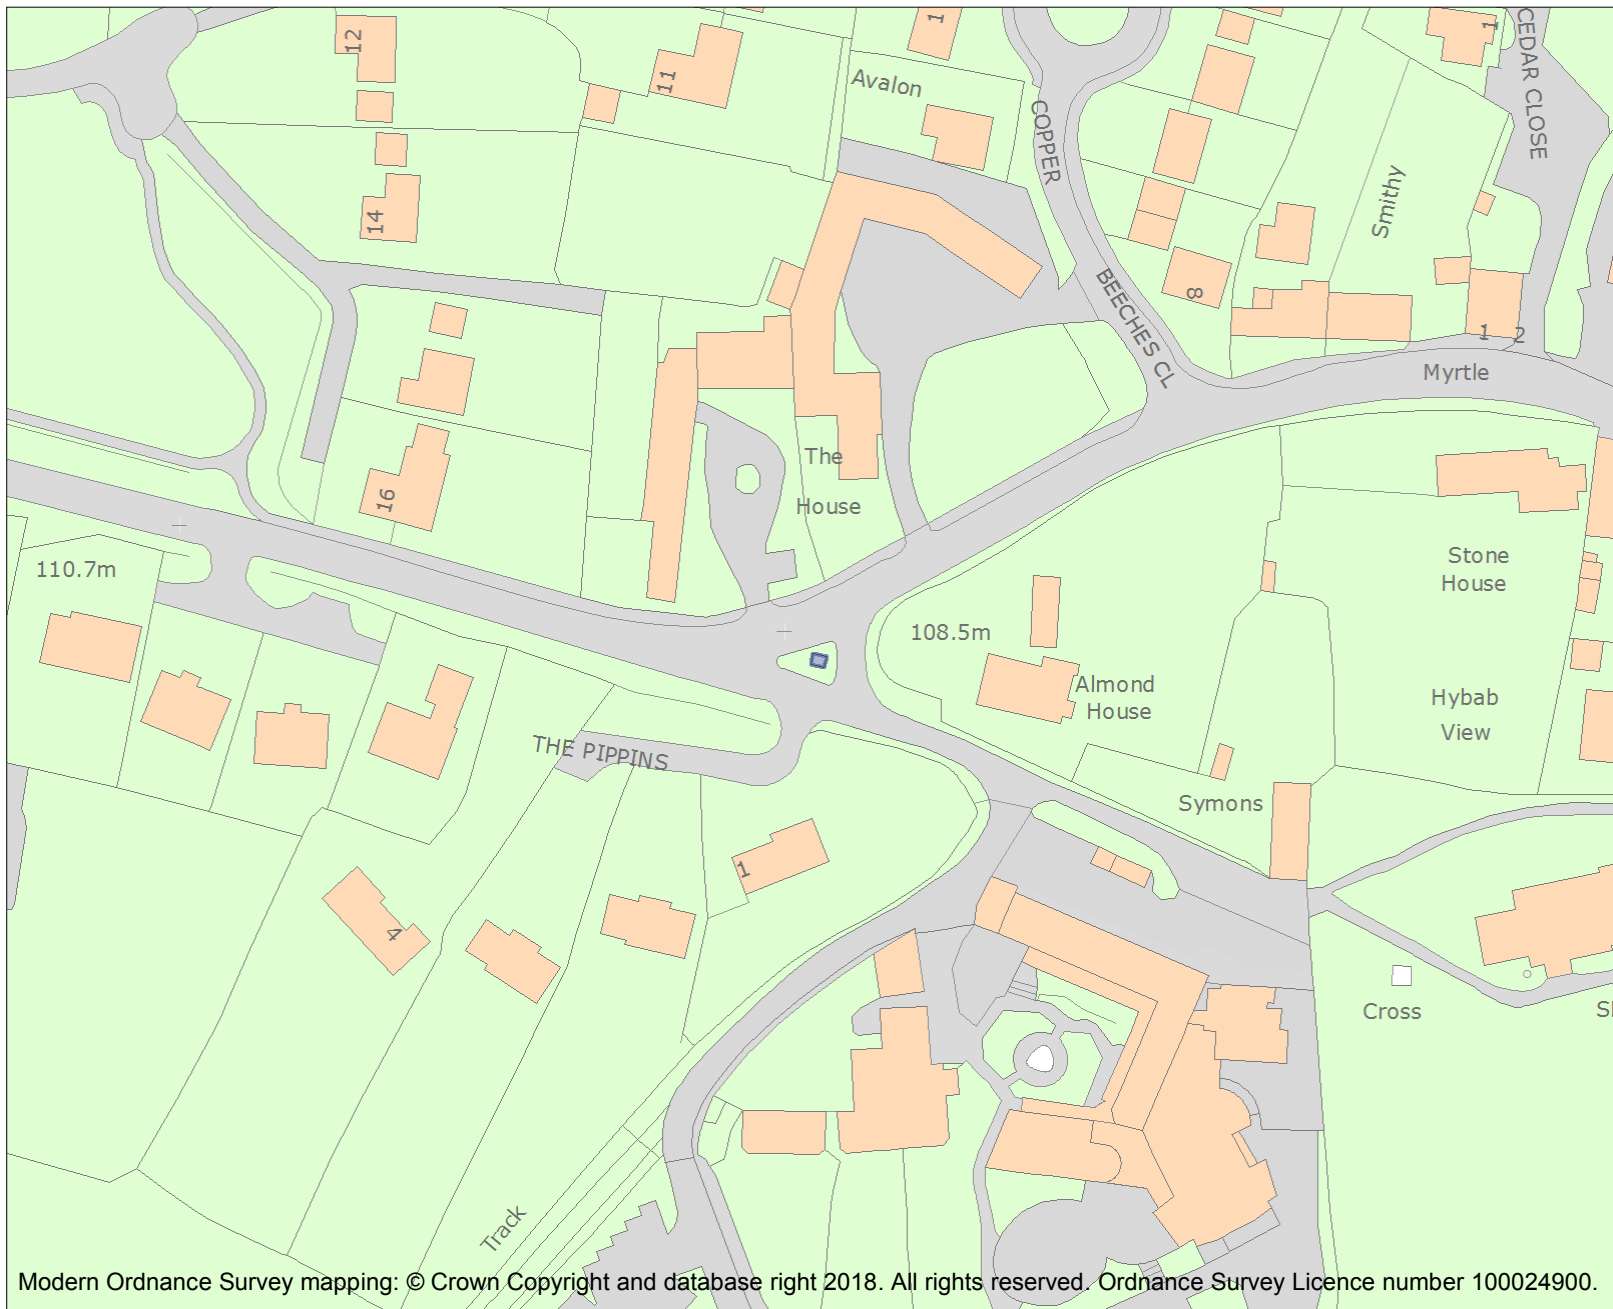 12
11
1
Avalon
COPPER
1
CEDAR CLOSE
14
Smithy
BEECHES CL
8
1 2
Myrtle
The
House
16
110.7m
Stone
House
108.5m
Almond
House
Hybab
View
THE PIPPINS
Symons
1
4
Cross
Track
Modern Ordnance Survey mapping: © Crown Copyright and database right 2018. All rights reserved. Ordnance Survey Licence number 100024900.